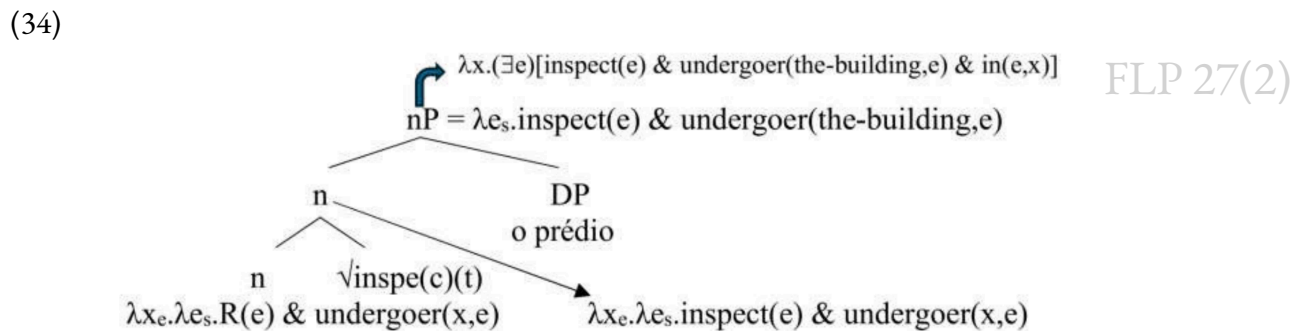 (34)
λx.(∃e)[inspect(e) & undergoer(the-building,e) & in(e,x)]
FLP 27(2)
nP = λeₛ.inspect(e) & undergoer(the-building,e)
n DP
o prédio
n √inspe(c)(t)
λxₑ.λeₛ.R(e) & undergoer(x,e) λxₑ.λeₛ.inspect(e) & undergoer(x,e)